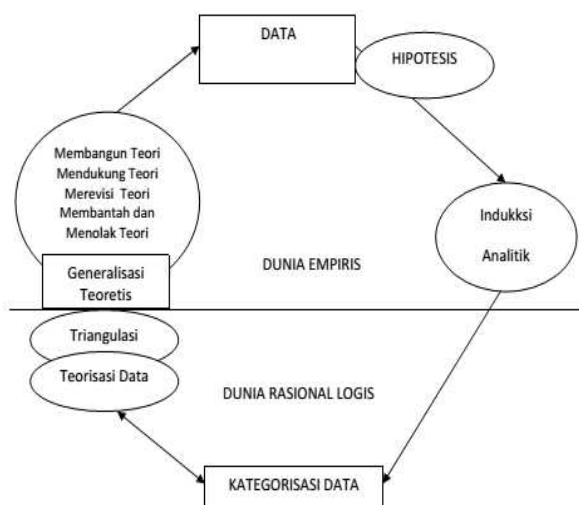 DATA
HIPOTESIS
Membangun Teori
Mendukung Teori
Merevisi Teori
Membantah dan
Menolak Teori
Indukksi
Analitik
Generalisasi
Teoretis
DUNIA EMPIRIS
Triangulasi
Teorisasi Data
DUNIA RASIONAL LOGIS
KATEGORISASI DATA